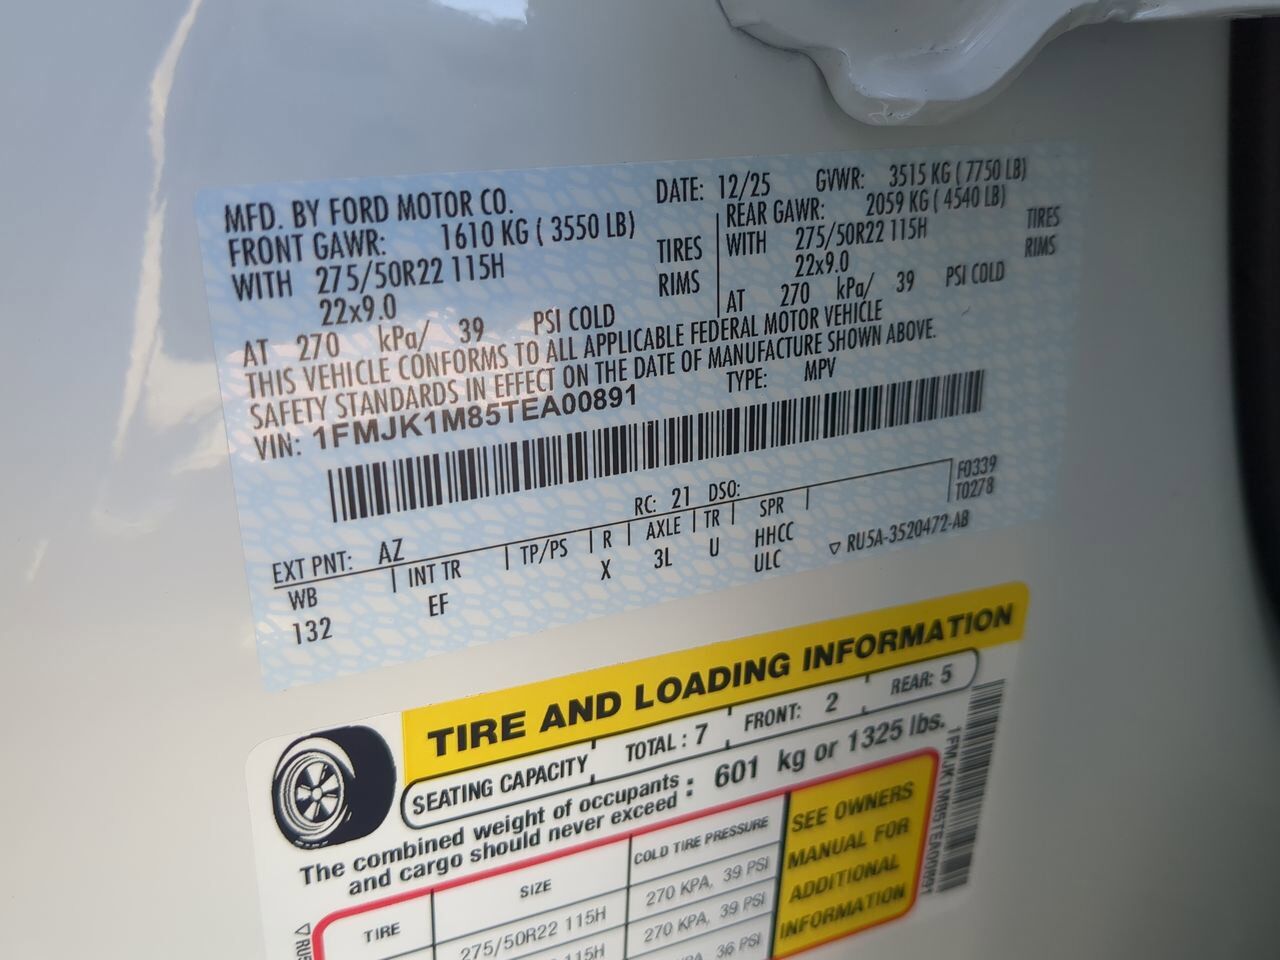 MFD. BY FORD MOTOR CO. DATE: 12/25 GVWR: 3515 KG ( 7750 LB)
FRONT GAWR: 1610 KG ( 3550 LB) REAR GAWR: 2059 KG ( 4540 LB)
WITH 275/50R22 115H TIRES WITH 275/50R22 115H TIRES
22x9.0 RIMS 22x9.0 RIMS
AT 270 kPa/ 39 PSI COLD AT 270 kPa/ 39 PSI COLD
THIS VEHICLE CONFORMS TO ALL APPLICABLE FEDERAL MOTOR VEHICLE
SAFETY STANDARDS IN EFFECT ON THE DATE OF MANUFACTURE SHOWN ABOVE.
VIN: 1FMJK1M85TEA00891 TYPE: MPV
F0339
T0278
EXT PNT: AZ RC: 21 DSO:
WB INT TR TP/PS R AXLE TR SPR
132 EF X 3L U HHCC
ULC
▽ RU5A-3520472-AB
TIRE AND LOADING INFORMATION
SEATING CAPACITY TOTAL : 7 FRONT: 2 REAR: 5
The combined weight of occupants and cargo should never exceed : 601 kg or 1325 lbs.
TIRE SIZE COLD TIRE PRESSURE
275/50R22 115H 270 KPA, 39 PSI
115H 270 KPA, 39 PSI
36 PSI
SEE OWNERS
MANUAL FOR
ADDITIONAL
INFORMATION
1FMJK1M85TEA00891